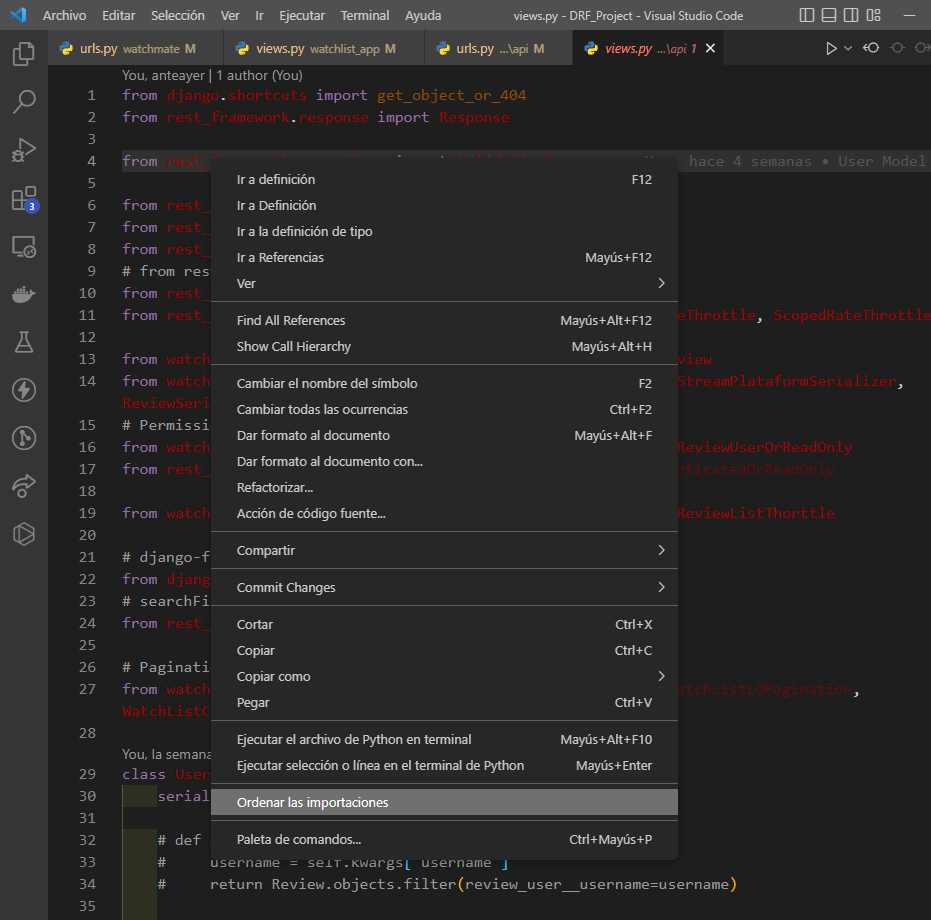 Archivo Editar Selección Ver Ir Ejecutar Terminal Ayuda views.py - DRF_Project - Visual Studio Code
urls.py watchmate M views.py watchlist_app M urls.py ...\api M views.py ...\api 1
You, anteayer | 1 author (You)
1 from django.shortcuts import get_object_or_404
2 from rest_framework.response import Response
3
4 from hace 4 semanas • User Model
5
6 from rest_
7 from rest_
8 from rest_
9 # from rest
10 from rest_
11 from rest_ eThrottle, ScopedRateThrottle
12
13 from watch view
14 from watch StreamPlataformSerializer,
ReviewSeri
15 # Permissi
16 from watch ReviewUserOrReadOnly
17 from rest_ nticatedOrReadOnly
18
19 from watch ReviewListThorttle
20
21 # django-f
22 from djang
23 # searchFi
24 from rest_
25
26 # Paginati
27 from watch atchListLOPagination,
WatchListC
28
You, la semana
29 class User
30 serial
31
32 # def
33 # username = self.kwargs['username']
34 # return Review.objects.filter(review_user__username=username)
35
3
Ir a definición F12
Ir a Definición
Ir a la definición de tipo
Ir a Referencias Mayús+F12
Ver
Find All References Mayús+Alt+F12
Show Call Hierarchy Mayús+Alt+H
Cambiar el nombre del símbolo F2
Cambiar todas las ocurrencias Ctrl+F2
Dar formato al documento Mayús+Alt+F
Dar formato al documento con...
Refactorizar...
Acción de código fuente...
Compartir
Commit Changes
Cortar Ctrl+X
Copiar Ctrl+C
Copiar como
Pegar Ctrl+V
Ejecutar el archivo de Python en terminal Mayús+Alt+F10
Ejecutar selección o línea en el terminal de Python Mayús+Enter
Ordenar las importaciones
Paleta de comandos... Ctrl+Mayús+P